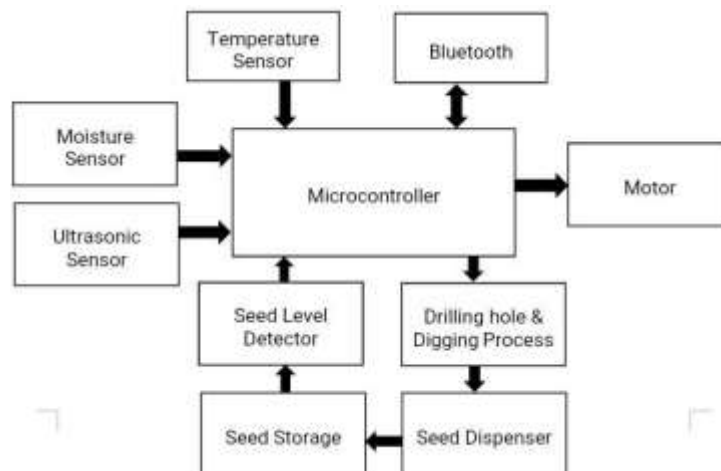 Temperature
Sensor
Bluetooth
Moisture
Sensor
Microcontroller
Motor
Ultrasonic
Sensor
Seed Level
Detector
Drilling hole &
Digging Process
Seed Storage
Seed Dispenser